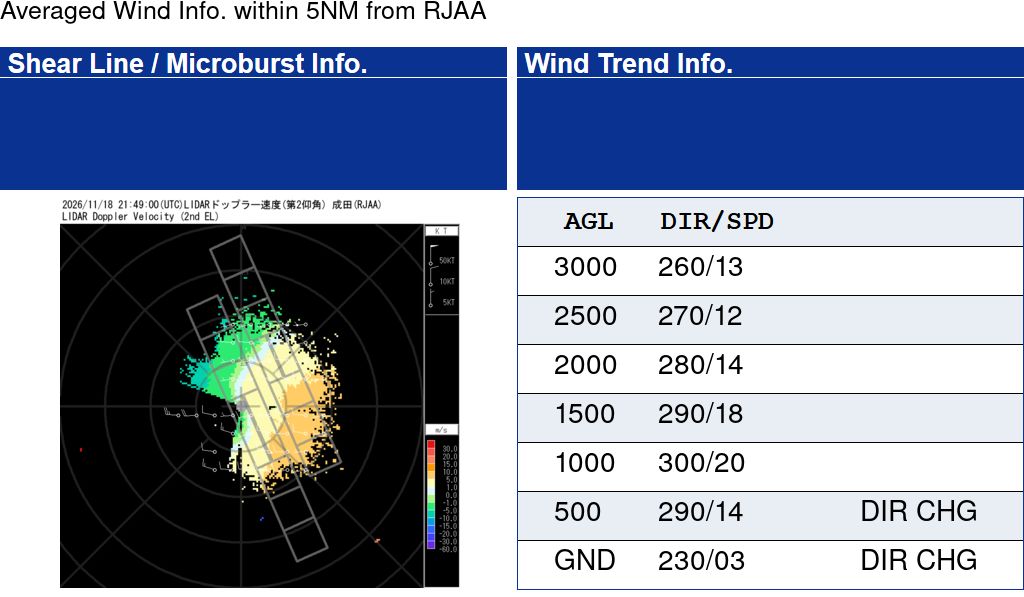 Averaged Wind Info. within 5NM from RJAA
Shear Line / Microburst Info.
Wind Trend Info.
2026/11/18 21:49:00(UTC)LIDARドップラー速度(第2仰角) 成田(RJAA)
LIDAR Doppler Velocity (2nd EL)
K T
50KT
10KT
5KT
m/s
30.0
20.0
15.0
10.0
5.0
1.0
0.0
-1.0
-5.0
-10.0
-15.0
-20.0
-30.0
-60.0
AGL DIR/SPD
3000 260/13
2500 270/12
2000 280/14
1500 290/18
1000 300/20
500 290/14 DIR CHG
GND 230/03 DIR CHG